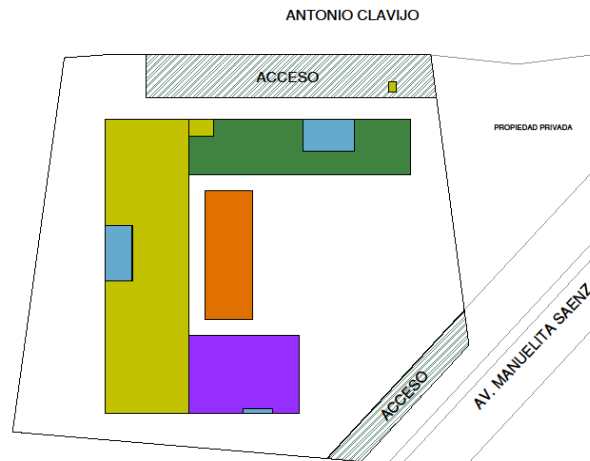 ANTONIO CLAVIJO
ACCESO
PROPIEDAD PRIVADA
AV. MANUELITA SAENZ
ACCESO